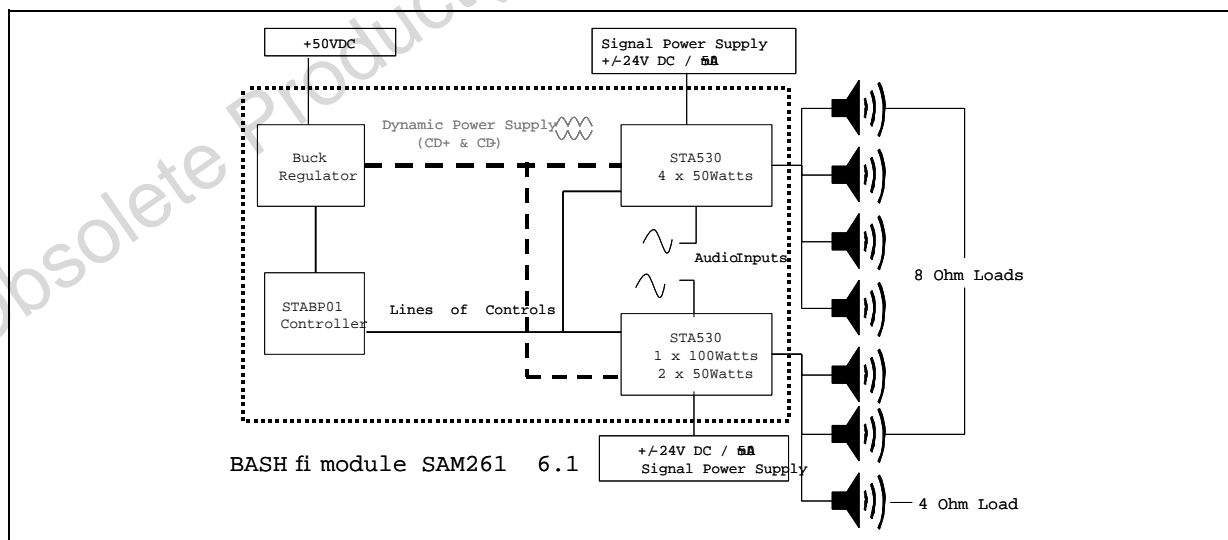 Obsolete Produc
+50VDC
Signal Power Supply
+/-24V DC /
Dynamic Power Supply
(CD+ & CD-)
Buck
Regulator
STA530
4 x 50Watts
AudioInputs
8 Ohm Loads
STABP01
Controller
Lines of Controls
STA530
1 x 100Watts
2 x 50Watts
BASH fi module SAM261 6.1
+/-24V DC /
Signal Power Supply
4 Ohm Load